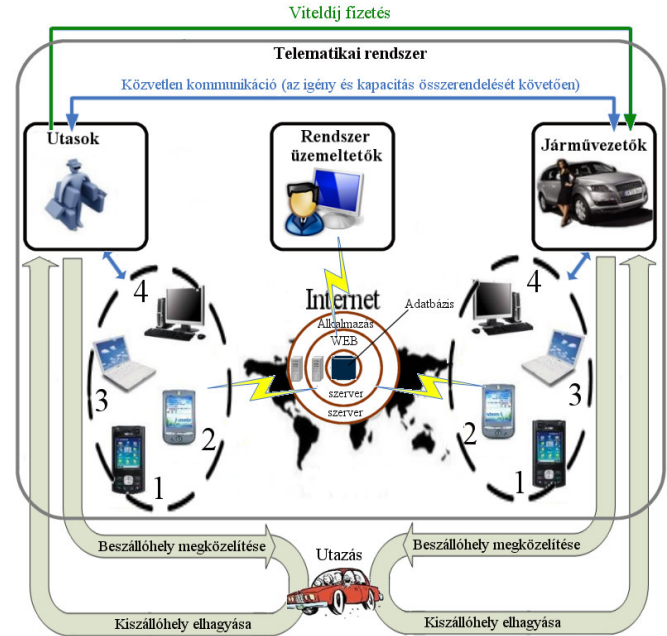 Viteldíj fizetés
Telematikai rendszer
Közvetlen kommunikáció (az igény és kapacitás összerendelését követően)
Utasok
Rendszer
üzemeltetők
Járművezetők
Internet
Adatbázis
Alkalmazás
WEB
szerver
szerver
4
3
2
1
4
3
2
1
Beszállóhely megközelítése
Utazás
Beszállóhely megközelítése
Kiszállóhely elhagyása
Kiszállóhely elhagyása